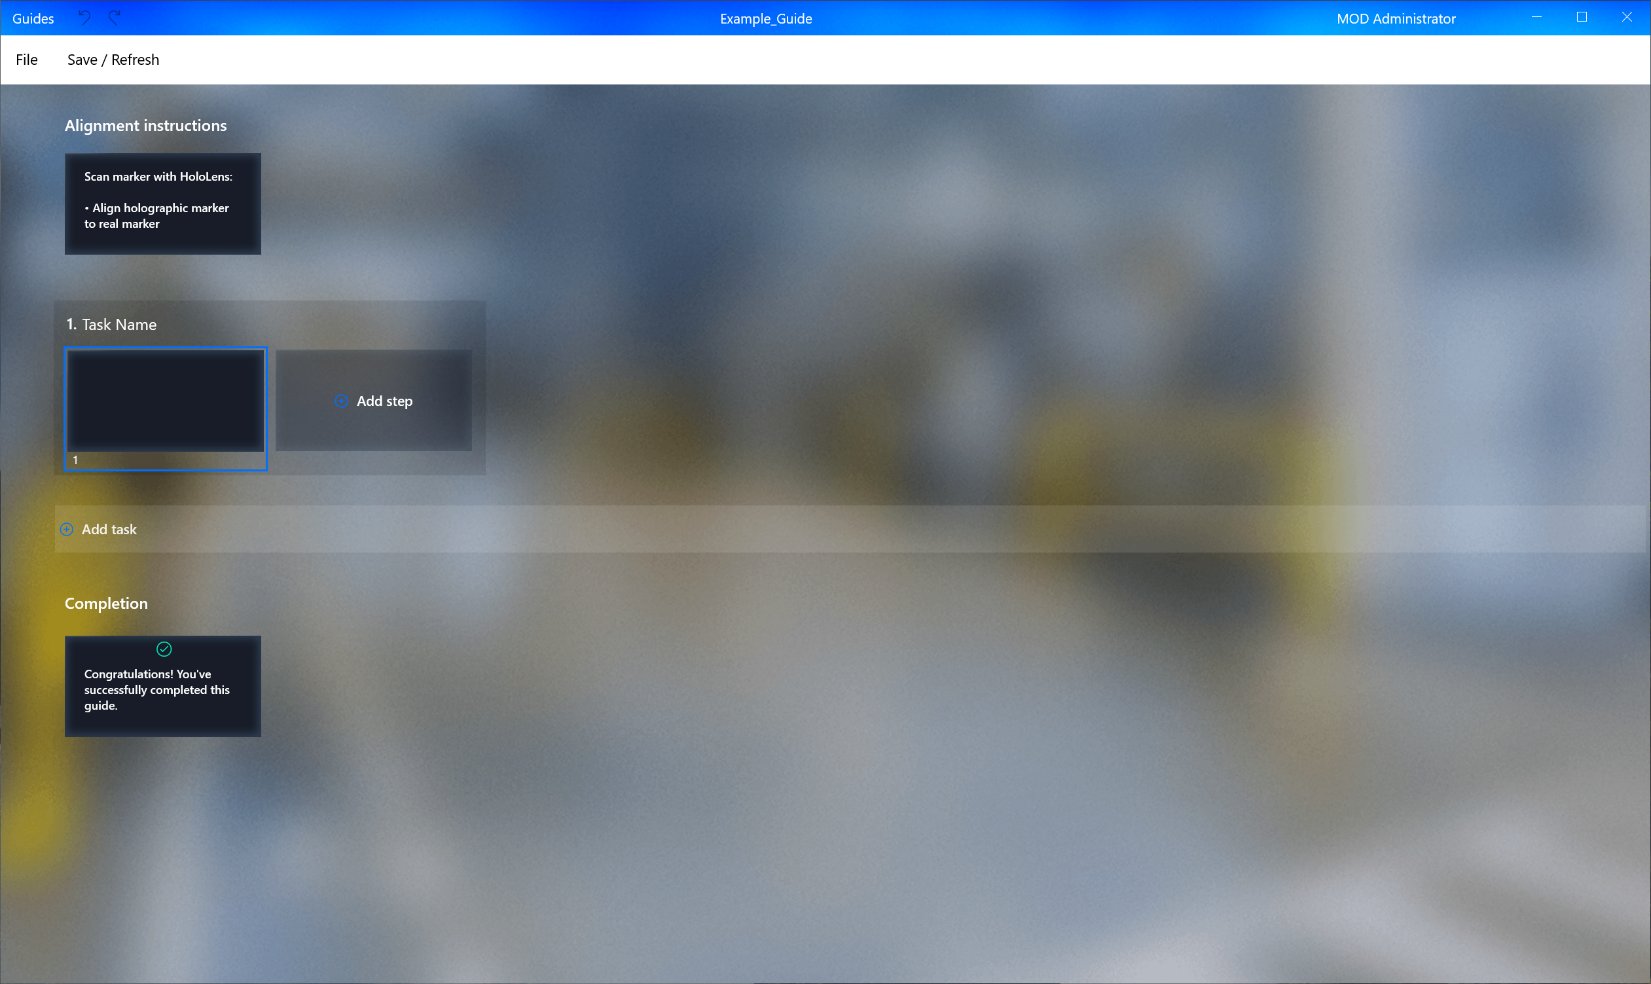 Guides
Example_Guide
MOD Administrator
File
Save / Refresh
Alignment instructions
Scan marker with HoloLens:
• Align holographic marker
to real marker
1. Task Name
Add step
1
Add task
Completion
Congratulations! You've
successfully completed this
guide.